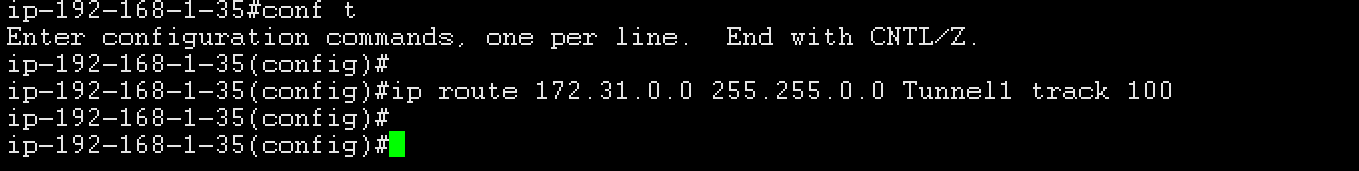 ip-192-168-1-35#conf t
Enter configuration commands, one per line.  End with CNTL/Z.
ip-192-168-1-35(config)#
ip-192-168-1-35(config)#ip route 172.31.0.0 255.255.0.0 Tunnel1 track 100
ip-192-168-1-35(config)#
ip-192-168-1-35(config)#